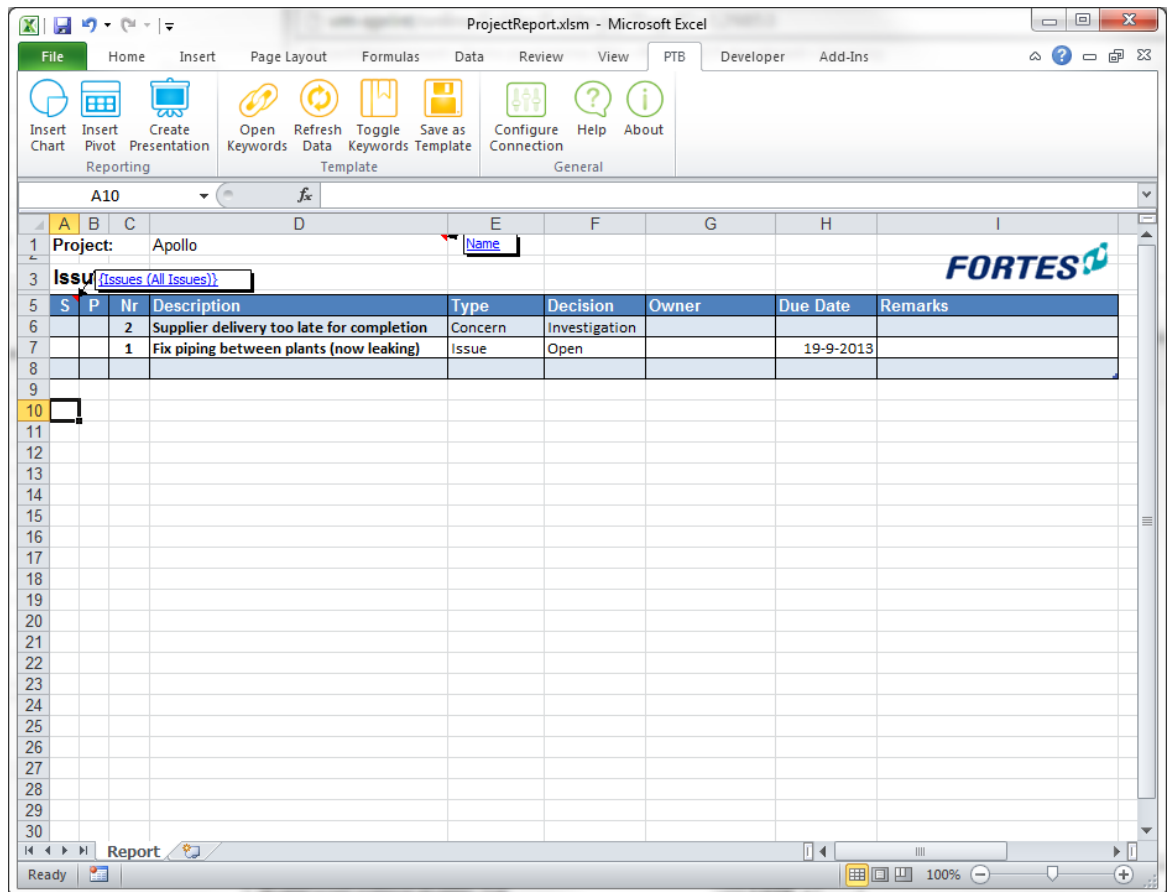 ProjectReport.xlsm - Microsoft Excel
File Home Insert Page Layout Formulas Data Review View PTB Developer Add-Ins
Insert Chart
Insert Pivot
Create Presentation
Reporting
Open Keywords
Refresh Data
Toggle Keywords
Save as Template
Template
Configure Connection
Help
About
General
A10 fx
A B C D E F G H I
1 Project: Apollo Name
2
FORTES
3 Issu {Issues (All Issues)}
5 S P Nr Description Type Decision Owner Due Date Remarks
6 2 Supplier delivery too late for completion Concern Investigation
7 1 Fix piping between plants (now leaking) Issue Open 19-9-2013
8
9
10
11
12
13
14
15
16
17
18
19
20
21
22
23
24
25
26
27
28
29
30
Report
Ready 100%